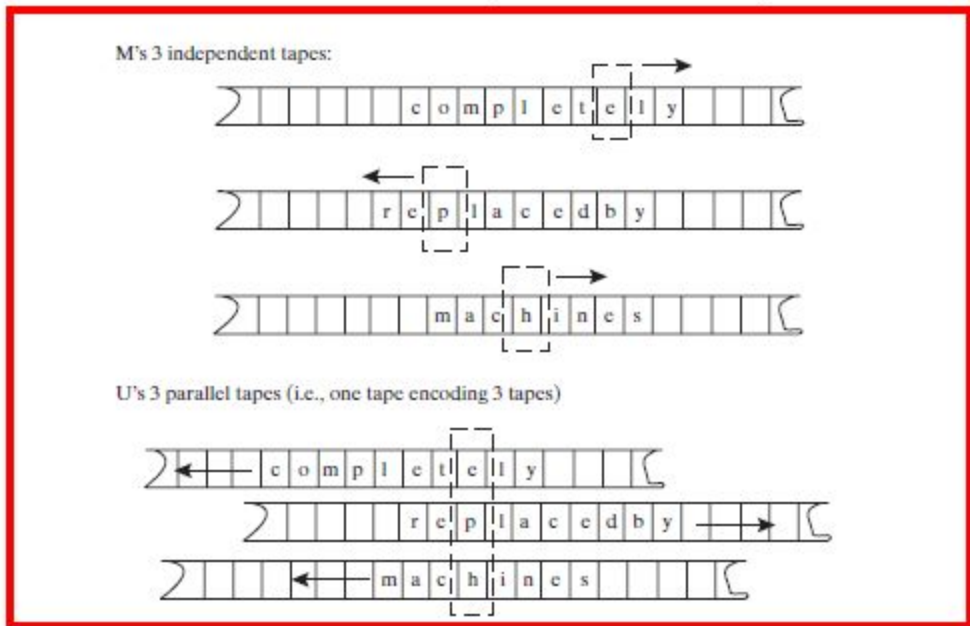 M's 3 independent tapes:
c o m p l e t e l y
r e p l a c e d b y
m a c h i n e s
U's 3 parallel tapes (i.e., one tape encoding 3 tapes)
c o m p l e t e l y
r e p l a c e d b y
m a c h i n e s